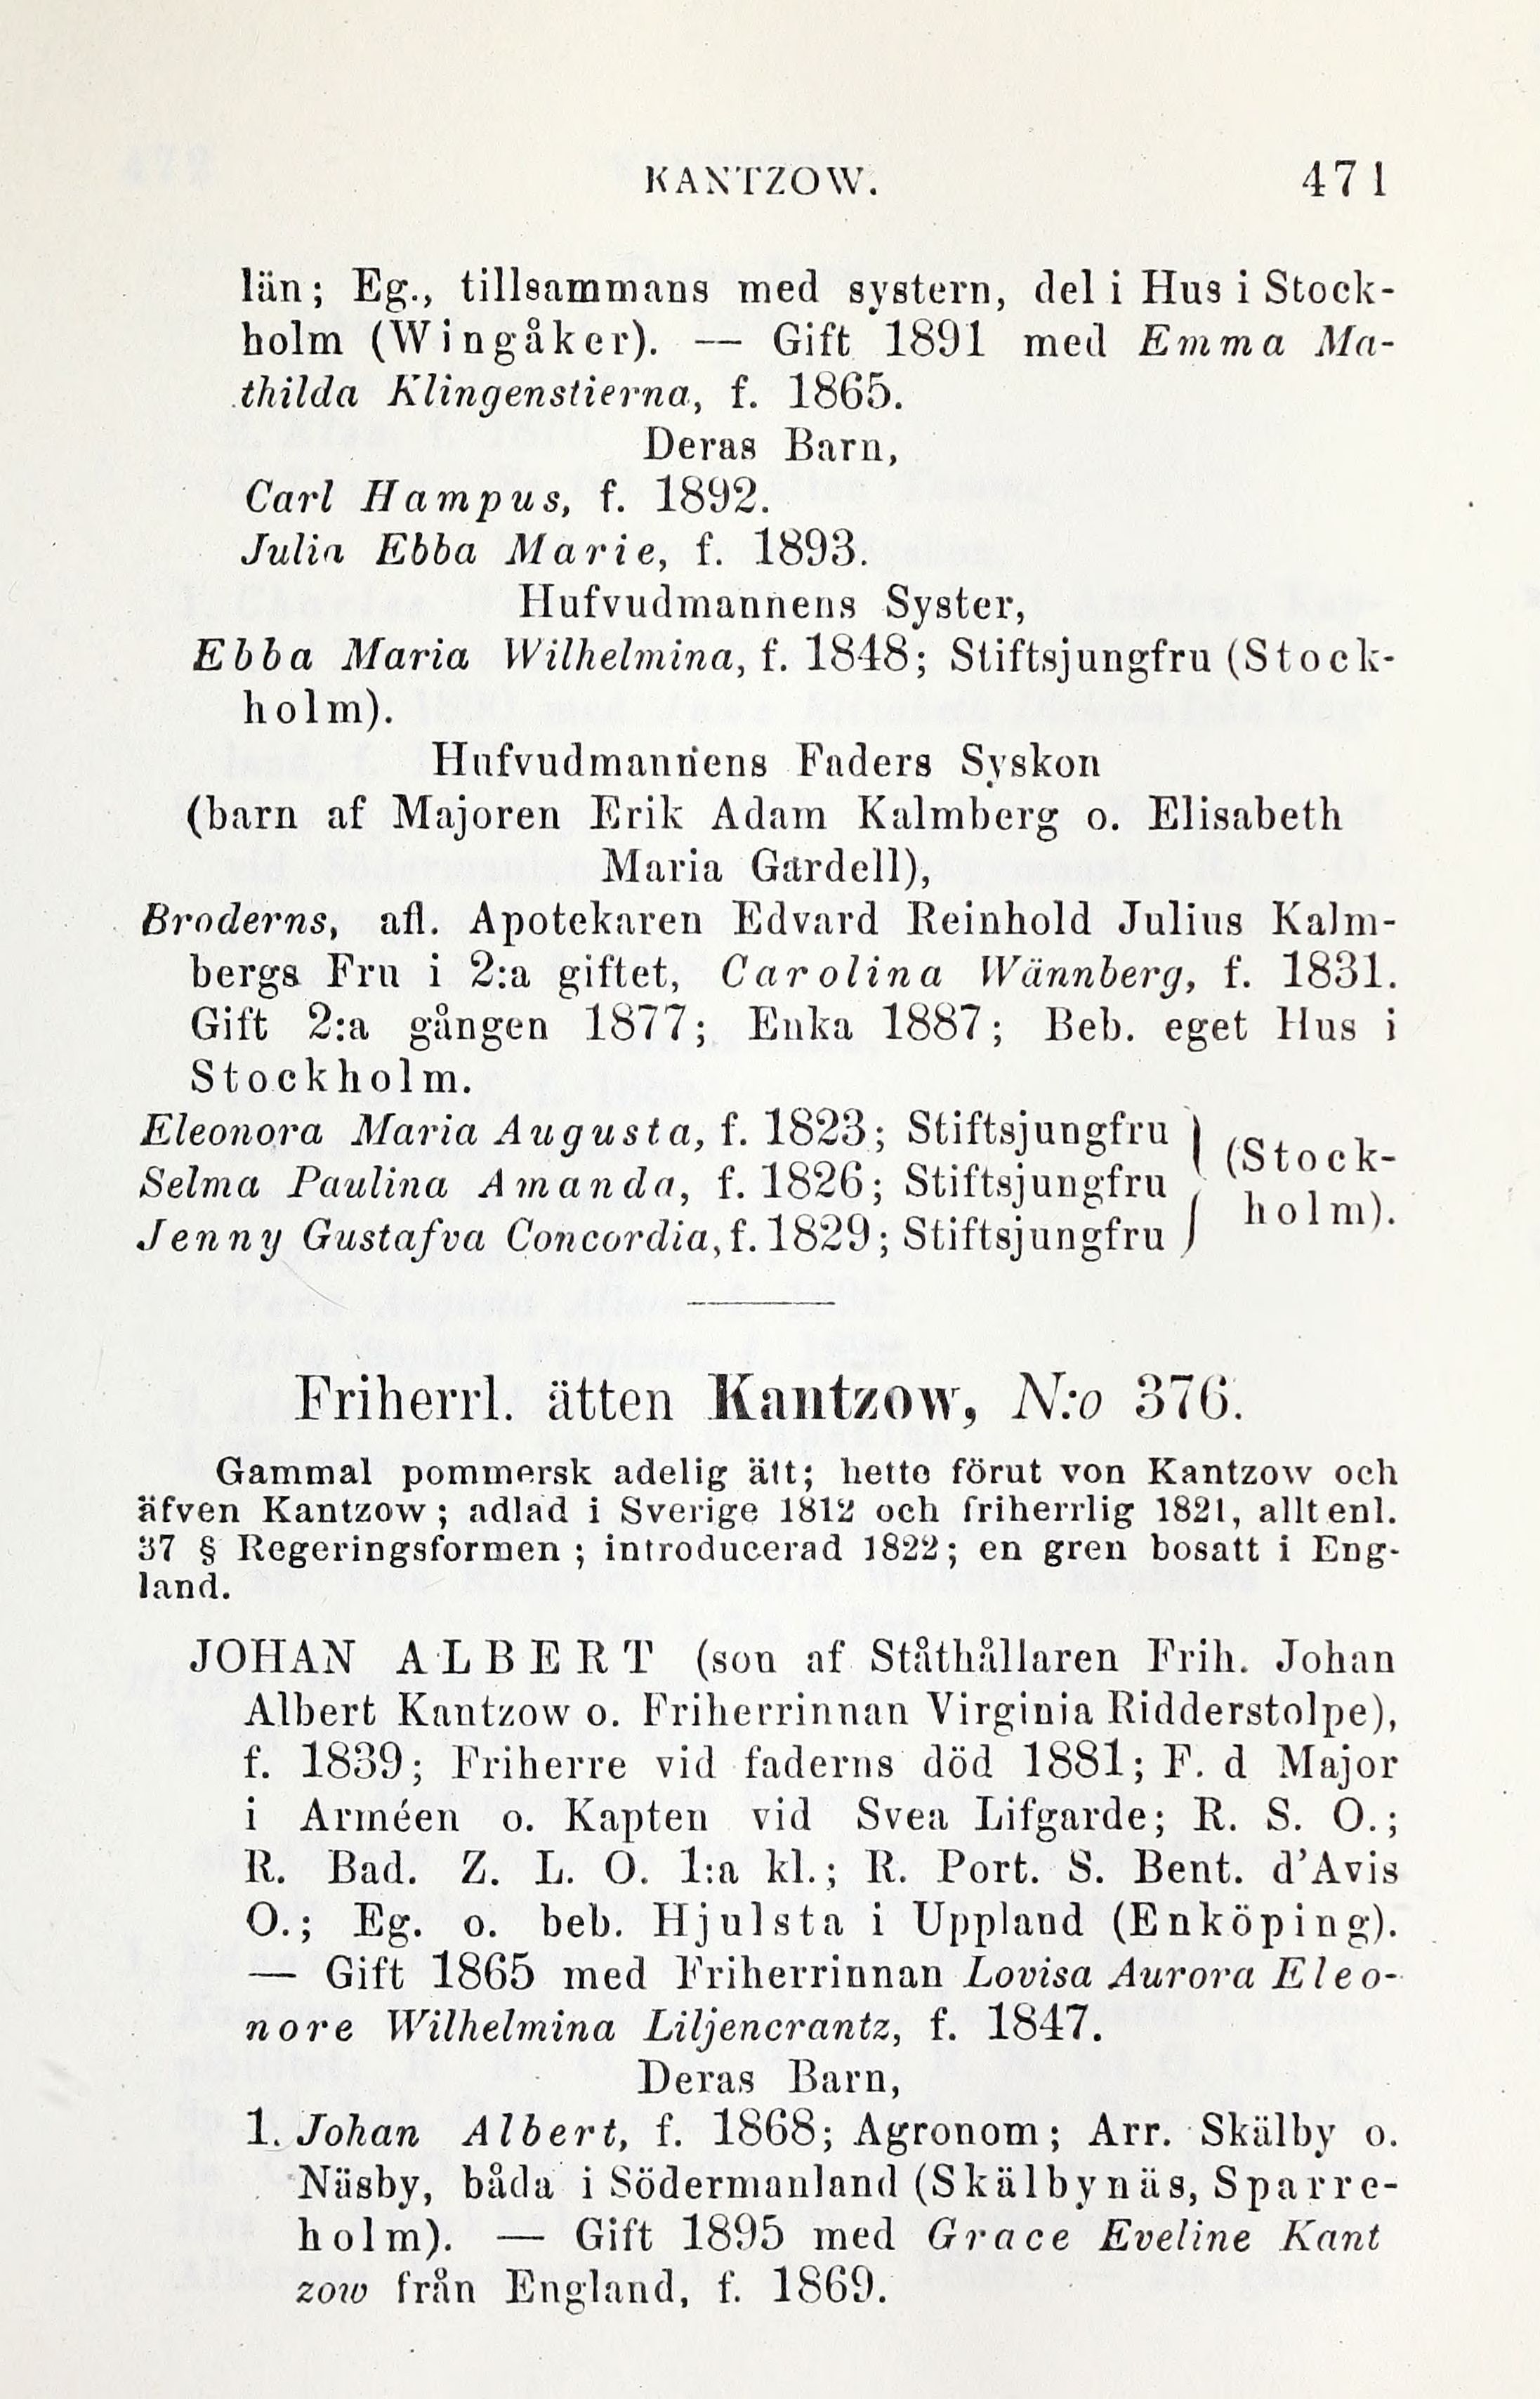 KANTZOW. 471
län; Eg., tillsammans med systern, del i Hus i Stock-
holm (Wingåker). — Gift 1891 med Emma Ma-
thilda Klingenstierna, f. 1865.
Deras Barn,
Carl Hampus, f. 1892.
Julia Ebba Marie, f. 1893.
Hufvudmannens Syster,
Ebba Maria Wilhelmina, f. 1848; Stiftsjungfru (Stock-
holm).
Hufvudmannens Faders Syskon
(barn af Majoren Erik Adam Kalmberg o. Elisabeth
Maria Gardell),
Broderns, afl. Apotekaren Edvard Reinhold Julius Kalm-
bergs Fru i 2:a giftet, Carolina Wännberg, f. 1831.
Gift 2:a gången 1877; Enka 1887; Beb. eget Hus i
Stockholm.
Eleonora Maria Augusta, f. 1823; Stiftsjungfru
Selma Paulina Amanda, f. 1826; Stiftsjungfru
Jenny Gustafva Concordia, f. 1829; Stiftsjungfru
(Stock-
holm).
Friherrl. ätten Kantzow, N:o 376.
Gammal pommersk adelig ätt; hette förut von Kantzow och
äfven Kantzow; adlad i Sverige 1812 och friherrlig 1821, allt enl.
37 § Regeringsformen; introducerad 1822; en gren bosatt i Eng-
land.
JOHAN ALBERT (son af Ståthållaren Frih. Johan
Albert Kantzow o. Friherrinnan Virginia Ridderstolpe),
f. 1839; Friherre vid faderns död 1881; F. d Major
i Arméen o. Kapten vid Svea Lifgarde; R. S. O.;
R. Bad. Z. L. O. 1:a kl.; R. Port. S. Bent. d'Avis
O.; Eg. o. beb. Hjulsta i Uppland (Enköping).
— Gift 1865 med Friherrinnan Lovisa Aurora Eleo-
nore Wilhelmina Liljencrantz, f. 1847.
Deras Barn,
1. Johan Albert, f. 1868; Agronom; Arr. Skälby o.
Näsby, båda i Södermanland (Skälbynäs, Sparre-
holm). — Gift 1895 med Grace Eveline Kant
zow från England, f. 1869.